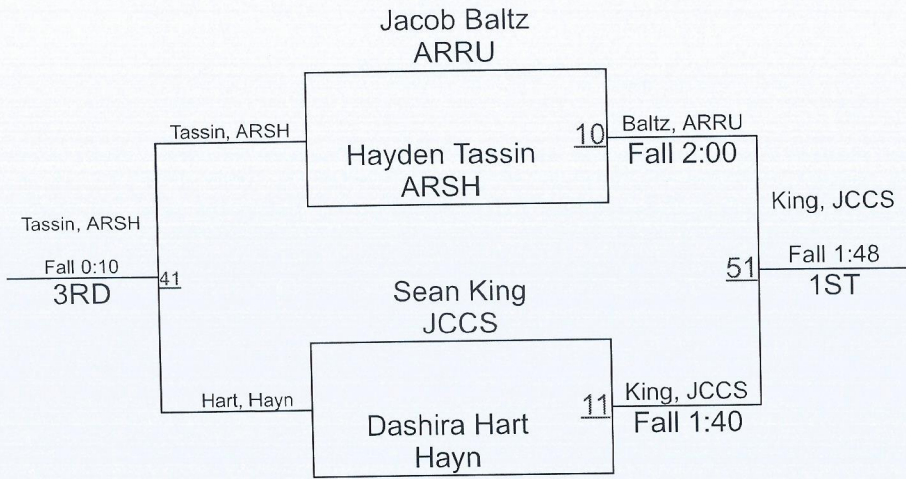 Jacob Baltz
ARRU
Tassin, ARSH
10
Baltz, ARRU
Hayden Tassin
ARSH
Fall 2:00
Tassin, ARSH
King, JCCS
Fall 0:10
41
3RD
51
Fall 1:48
1ST
Sean King
JCCS
Hart, Hayn
11
King, JCCS
Dashira Hart
Hayn
Fall 1:40